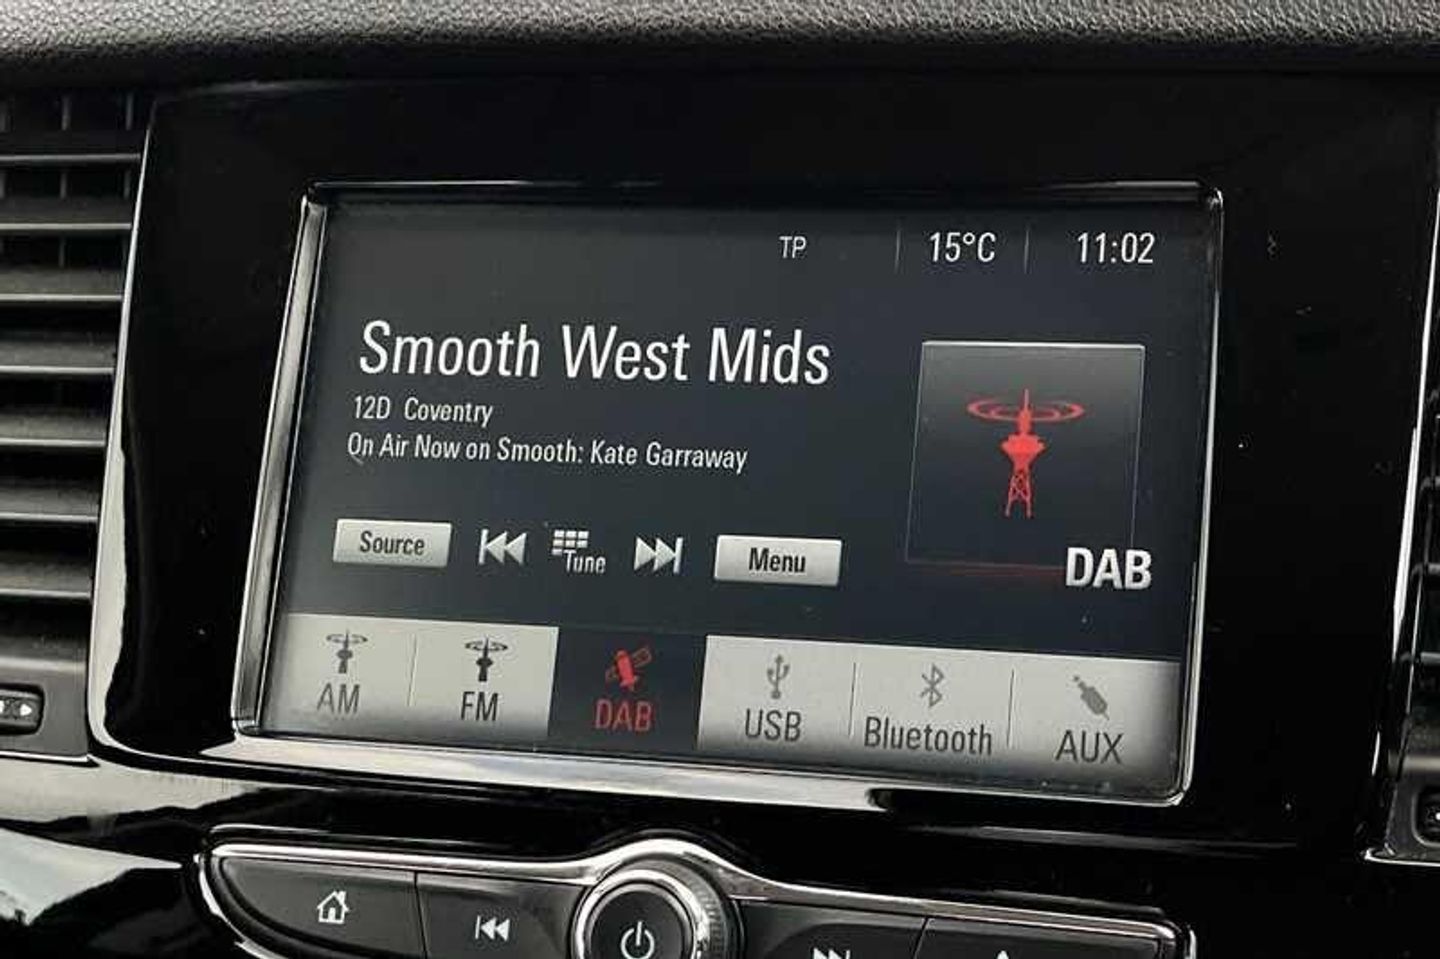 TP 15°C 11:02
Smooth West Mids
12D Coventry
On Air Now on Smooth: Kate Garraway
Source Tune Menu
DAB
AM FM DAB USB Bluetooth AUX